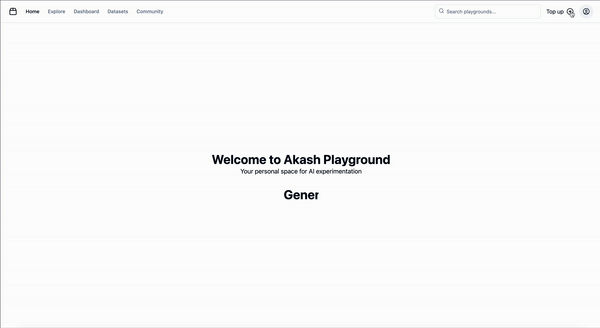 Home Explore Dashboard Datasets Community Search playgrounds... Top up
Welcome to Akash Playground
Your personal space for AI experimentation
Gener